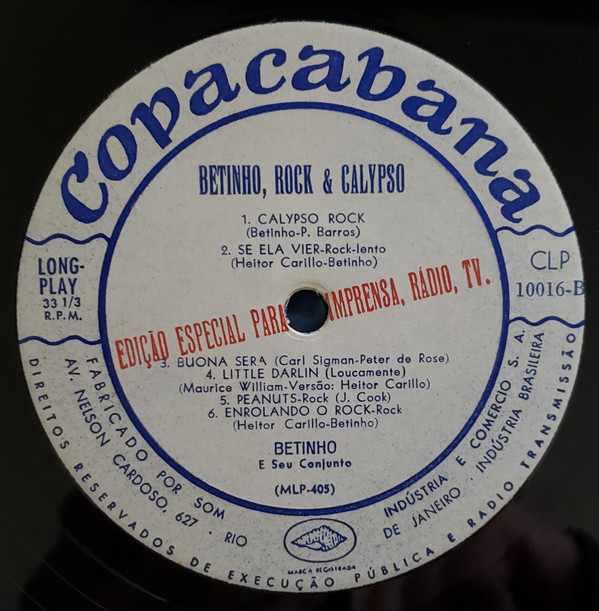 Copacabana
BETINHO, ROCK & CALYPSO
1. CALYPSO ROCK
(Betinho-P. Barros)
2. SE ELA VIER-Rock-lento
(Heitor Carillo-Betinho)
LONG-
PLAY
33 1/3
R.P.M.
CLP
10016-B
EDIÇÃO ESPECIAL PARA IMPRENSA, RÁDIO, TV.
3. BUONA SERA (Carl Sigman-Peter de Rose)
4. LITTLE DARLIN (Loucamente)
(Maurice William-Versão: Heitor Carillo)
5. PEANUTS-Rock (J. Cook)
6. ENROLANDO O ROCK-Rock
(Heitor Carillo-Betinho)
BETINHO
E Seu Conjunto
(MLP-405)
FABRICADO POR SOM INDÚSTRIA E COMERCIO S. A.
AV. NELSON CARDOSO, 627 - RIO DE JANEIRO - INDÚSTRIA BRASILEIRA
MARCA REGISTRADA
DIREITOS RESERVADOS DE EXECUÇÃO PÚBLICA E RADIO TRANSMISSÃO